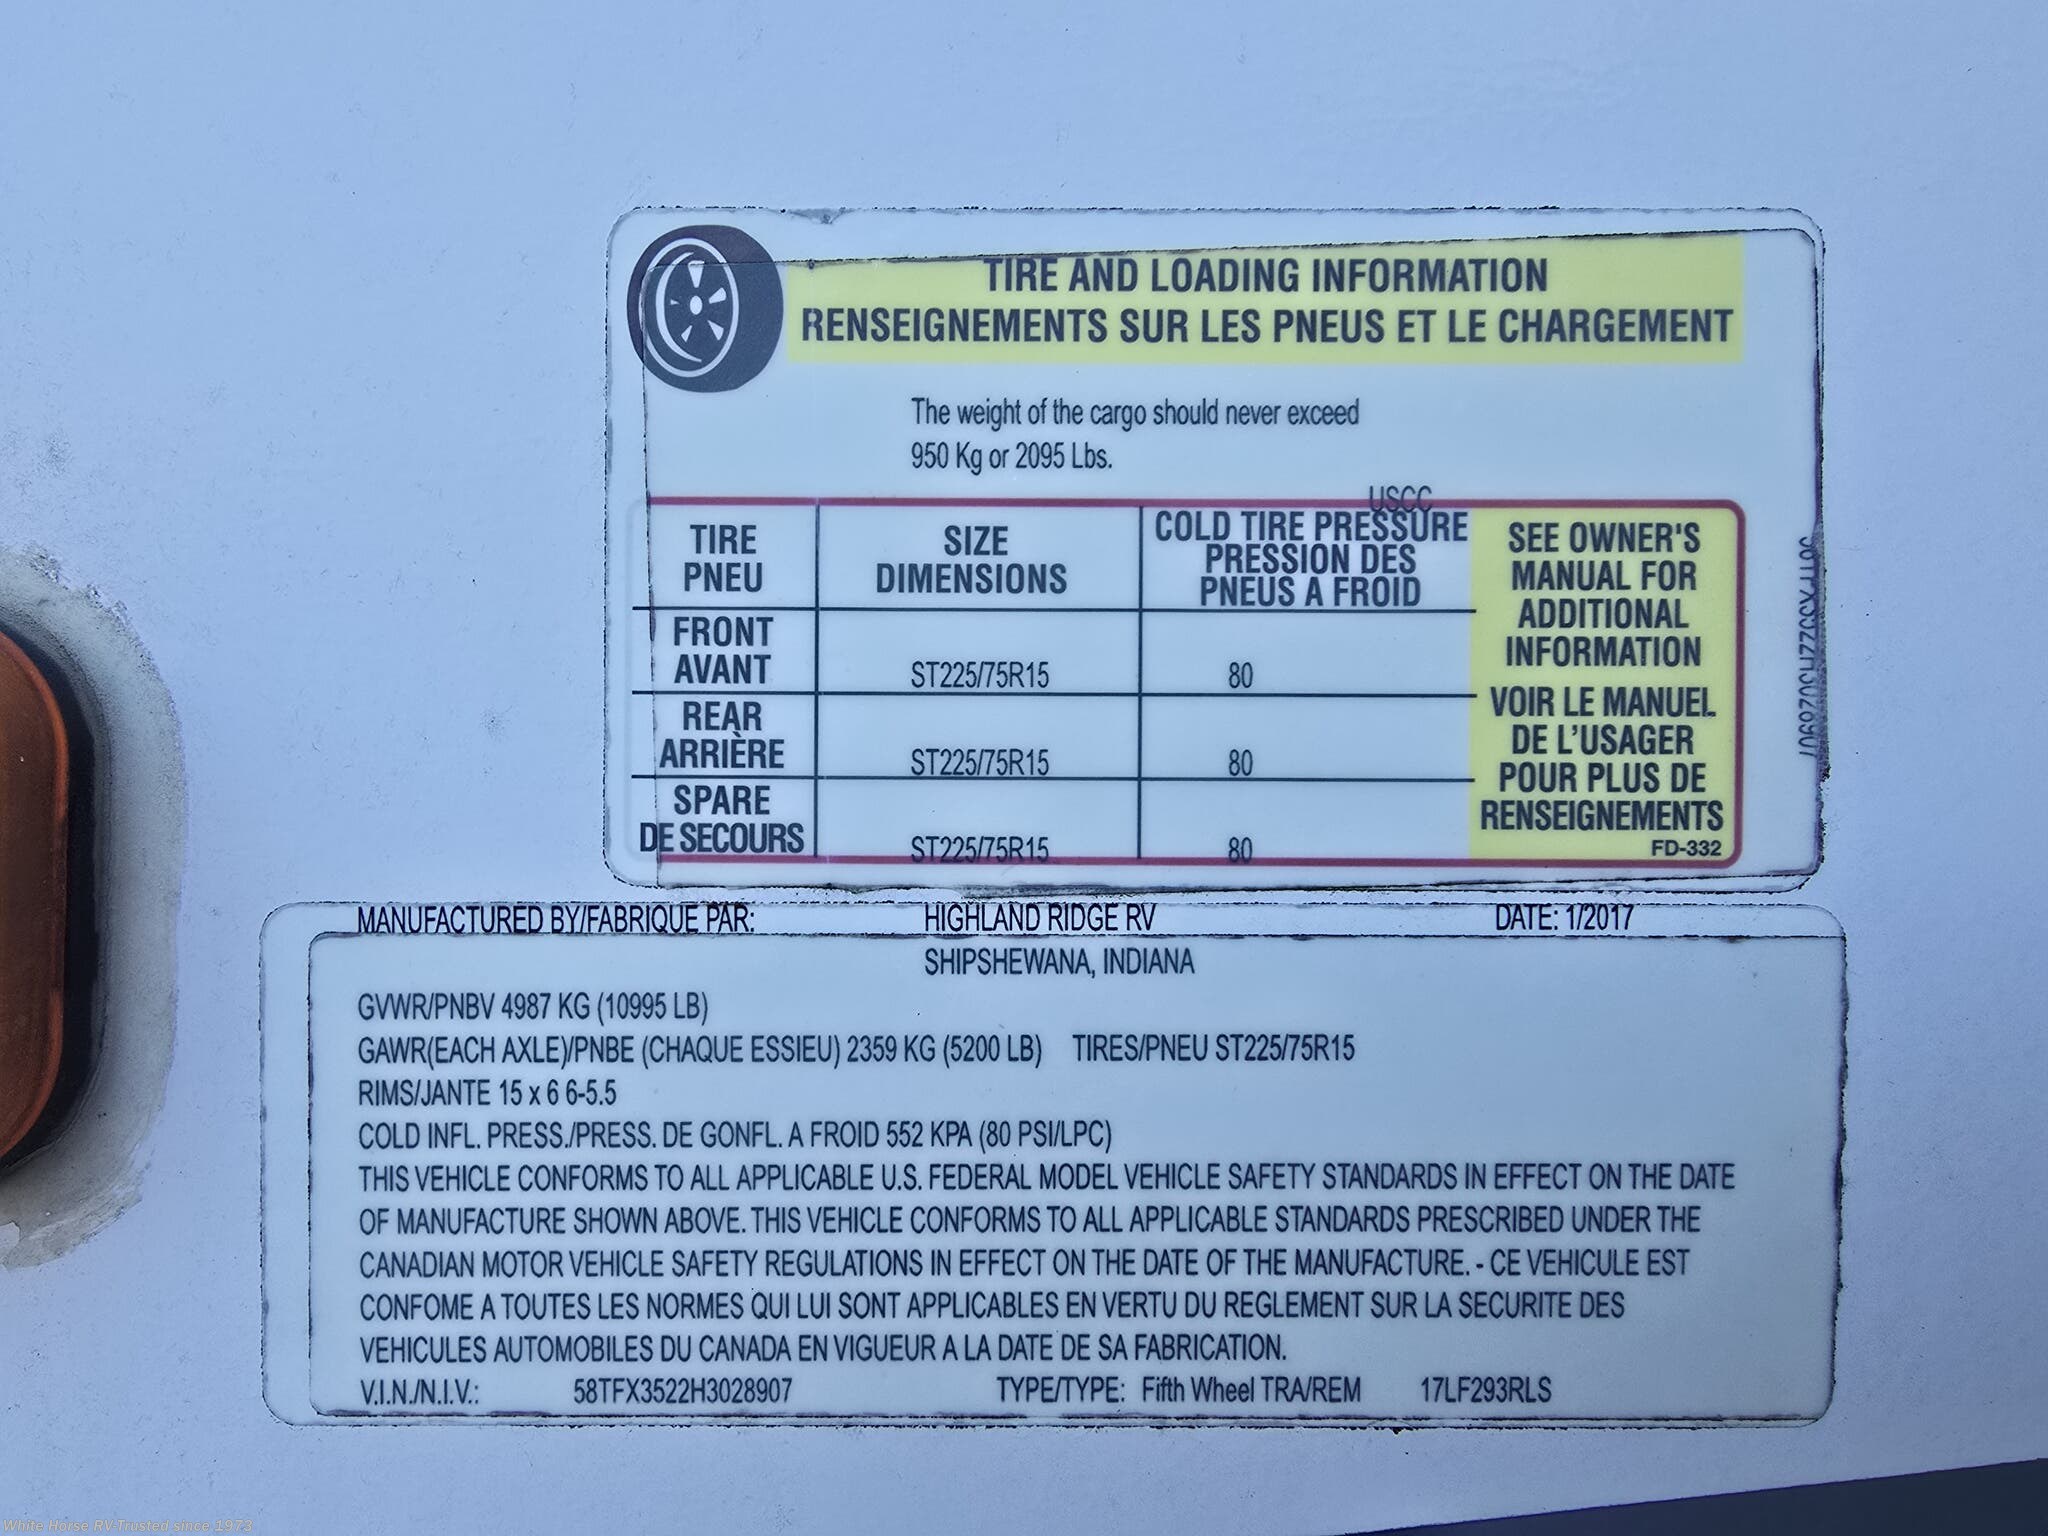 TIRE AND LOADING INFORMATION
RENSEIGNEMENTS SUR LES PNEUS ET LE CHARGEMENT
The weight of the cargo should never exceed
950 Kg or 2095 Lbs.
USCC
TIRE
PNEU
SIZE
DIMENSIONS
COLD TIRE PRESSURE
PRESSION DES
PNEUS A FROID
FRONT
AVANT
ST225/75R15
80
REAR
ARRIÈRE
ST225/75R15
80
SPARE
DE SECOURS
ST225/75R15
80
SEE OWNER'S
MANUAL FOR
ADDITIONAL
INFORMATION
VOIR LE MANUEL
DE L'USAGER
POUR PLUS DE
RENSEIGNEMENTS
FD-332
MANUFACTURED BY/FABRIQUE PAR: HIGHLAND RIDGE RV DATE: 1/2017
SHIPSHEWANA, INDIANA
GVWR/PNBV 4987 KG (10995 LB)
GAWR(EACH AXLE)/PNBE (CHAQUE ESSIEU) 2359 KG (5200 LB) TIRES/PNEU ST225/75R15
RIMS/JANTE 15 x 6 6-5.5
COLD INFL. PRESS./PRESS. DE GONFL. A FROID 552 KPA (80 PSI/LPC)
THIS VEHICLE CONFORMS TO ALL APPLICABLE U.S. FEDERAL MODEL VEHICLE SAFETY STANDARDS IN EFFECT ON THE DATE
OF MANUFACTURE SHOWN ABOVE. THIS VEHICLE CONFORMS TO ALL APPLICABLE STANDARDS PRESCRIBED UNDER THE
CANADIAN MOTOR VEHICLE SAFETY REGULATIONS IN EFFECT ON THE DATE OF THE MANUFACTURE. - CE VEHICULE EST
CONFOME A TOUTES LES NORMES QUI LUI SONT APPLICABLES EN VERTU DU REGLEMENT SUR LA SECURITE DES
VEHICULES AUTOMOBILES DU CANADA EN VIGUEUR A LA DATE DE SA FABRICATION.
V.I.N./N.I.V.: 58TFX3522H3028907 TYPE/TYPE: Fifth Wheel TRA/REM 17LF293RLS
White Horse RV-Trusted since 1973